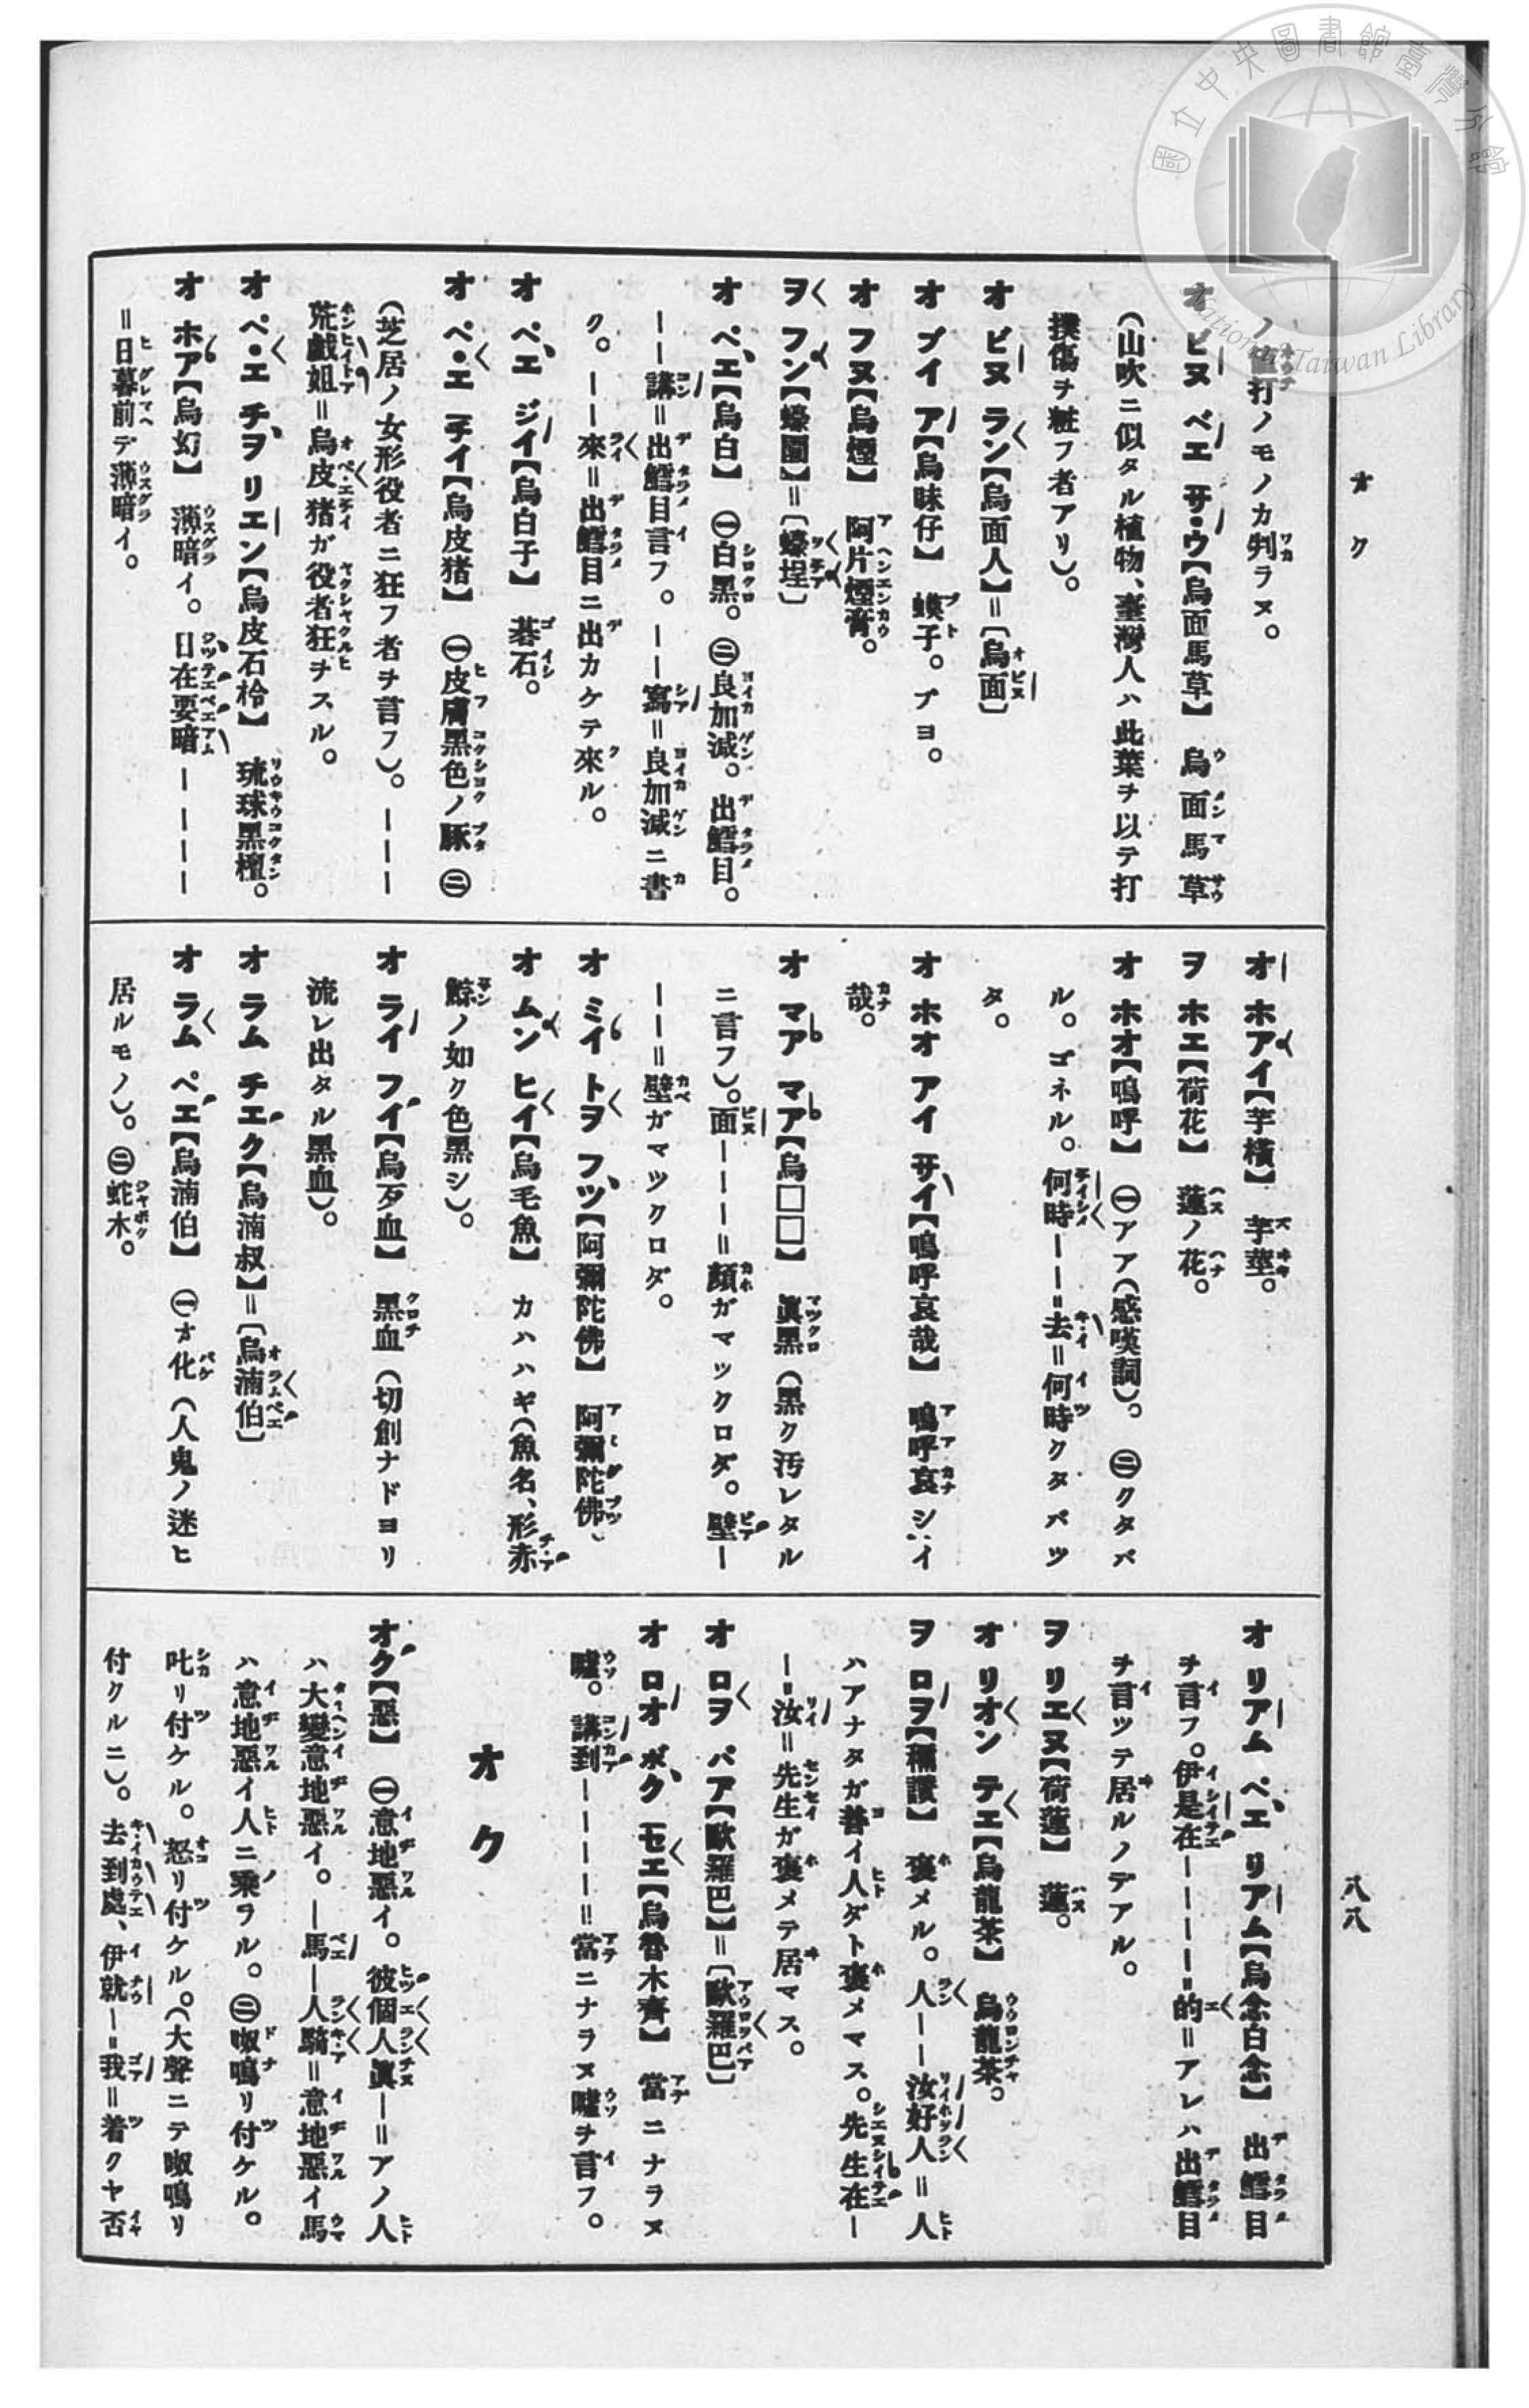 國立中央圖書館臺灣分館
National Taiwan Library
オク
八八
打ノモノカ判ラヌ。
オ ビヌ ベエ サ・ウ【烏面馬草】 烏面馬草
(山吹ニ似タル植物、臺灣人ハ此葉ヲ以テ打
撲傷ヲ粧フ者アリ)。
オ ビヌ ラン【烏面人】=〔烏面〕
オ ブイ ア【烏昧仔】 蟆子。ブヨ。
オ フヌ【烏煙】 阿片煙膏。
ヲ フン【蠔園】=〔蠔埕〕
オ ペエ【烏白】 ㊀白黑。㊁良加減。出鱈目。
――講=出鱈目言フ。――寫=良加減ニ書
ク。――來=出鱈目ニ出カケテ來ル。
オ ペエ ジイ【烏白子】 碁石。
オ ペ・エ チイ【烏皮猪】 ㊀皮膚黑色ノ豚 ㊁
(芝居ノ女形役者ニ狂フ者ヲ言フ)。―――
荒戲姐=烏皮猪ガ役者狂ヲスル。
オ ペ・エ チヲ リエン【烏皮石柃】 琉球黑檀。
オ ホア【烏幻】 薄暗イ。日在要暗――――
=日暮前デ薄暗イ。
オ ホアイ【芋橫】 芋莖。
ヲ ホエ【荷花】 蓮ノ花。
オ ホオ【嗚呼】 ㊀アア(感嘆詞)。 ㊁クタバ
ル。ゴネル。何時――=去=何時クタバツ
タ。
オ ホオ アイ サイ【嗚呼哀哉】 嗚呼哀シイ
哉。
オ マア マア【烏□□】 眞黑(黑ク汚レタル
ニ言フ)。面―――=顏ガマックロダ。壁―
――=壁ガマツクロダ。
オ ミイ トヲ フツ【阿彌陀佛】 阿彌陀佛、
オ ムン ヒイ【烏毛魚】 カハハギ(魚名、形赤
鯮ノ如ク色黑シ)。
オ ライ フイ【烏歹血】 黑血(切創ナドヨリ
流レ出タル黑血)。
オ ラム チエク【烏湳叔】=〔烏湳伯〕
オ ラム ペエ【烏湳伯】 ㊀オ化(人鬼ノ迷ヒ
居ルモノ)。㊁蛇木。
オ リアム ペエ リアム【烏念白念】 出鱈目
ヲ言フ。伊是在――――=的=アレハ出鱈目
ヲ言ツテ居ルノデアル。
ヲ リエヌ【荷蓮】 蓮。
オ リオン テエ【烏龍茶】 烏龍茶。
ヲ ロヲ【稱讃】 褒メル。人――汝好人=人
ハアナタガ善イ人ダト褒メマス。先生在―
―=汝=先生ガ褒メテ居マス。
オ ロヲ パア【歐羅巴】=〔歐羅巴〕
オ ロオ ボク セエ【烏魯木齊】 當ニナラヌ
嘘。講到――――=當ニナラヌ嘘ヲ言フ。
オク
オク【惡】 ㊀意地惡イ。彼個人眞―=アノ人
ハ大變意地惡イ。―馬―人騎=意地惡イ馬
ハ意地惡イ人ニ乘ラル。㊁呶鳴リ付ケル。
叱リ付ケル。怒リ付ケル。(大聲ニテ呶鳴リ
付クルニ)。去到處、伊就―=我=着クヤ否